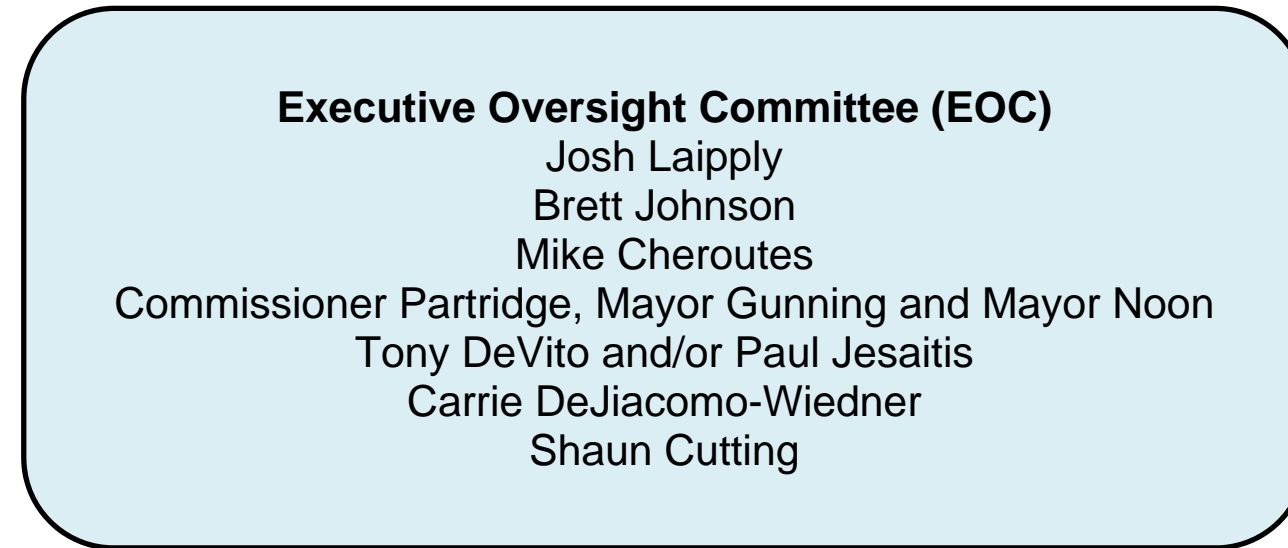 Executive Oversight Committee (EOC)
Josh Laipply
Brett Johnson
Mike Cheroutes
Commissioner Partridge, Mayor Gunning and Mayor Noon
Tony DeVito and/or Paul Jesaitis
Carrie DeJiacomo-Wiedner
Shaun Cutting